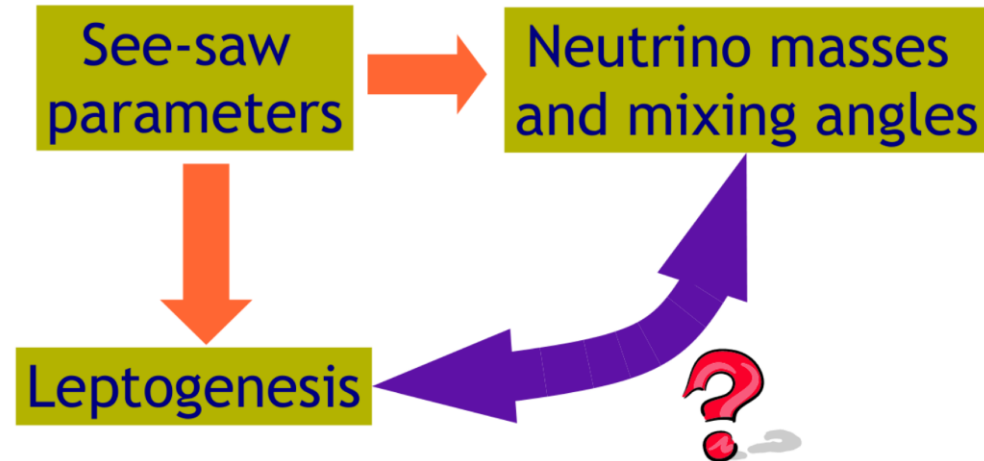 See-saw
parameters
Neutrino masses
and mixing angles
Leptogenesis
?